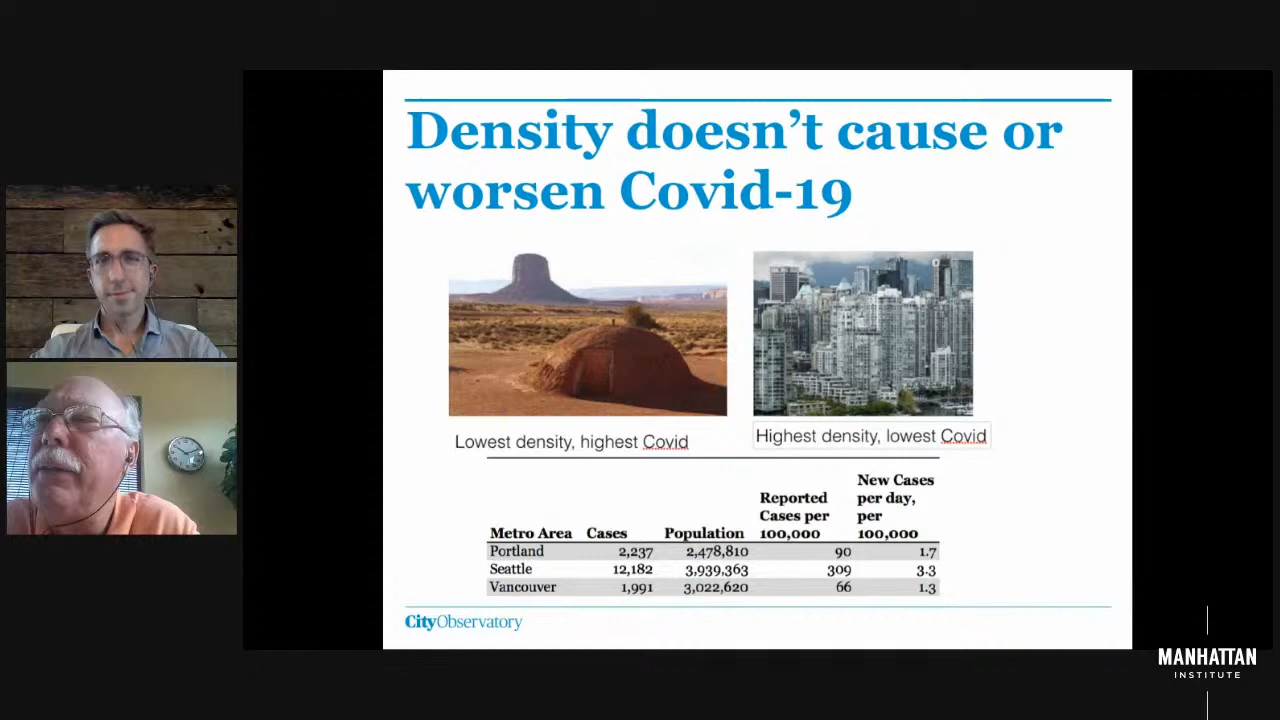 Density doesn't cause or
worsen Covid-19
Lowest density, highest Covid
Highest density, lowest Covid
Metro Area Cases Population Reported Cases per 100,000 New Cases per day, per 100,000
Portland 2,237 2,478,810 90 1.7
Seattle 12,182 3,939,363 309 3.3
Vancouver 1,991 3,022,620 66 1.3
CityObservatory
MANHATTAN
INSTITUTE